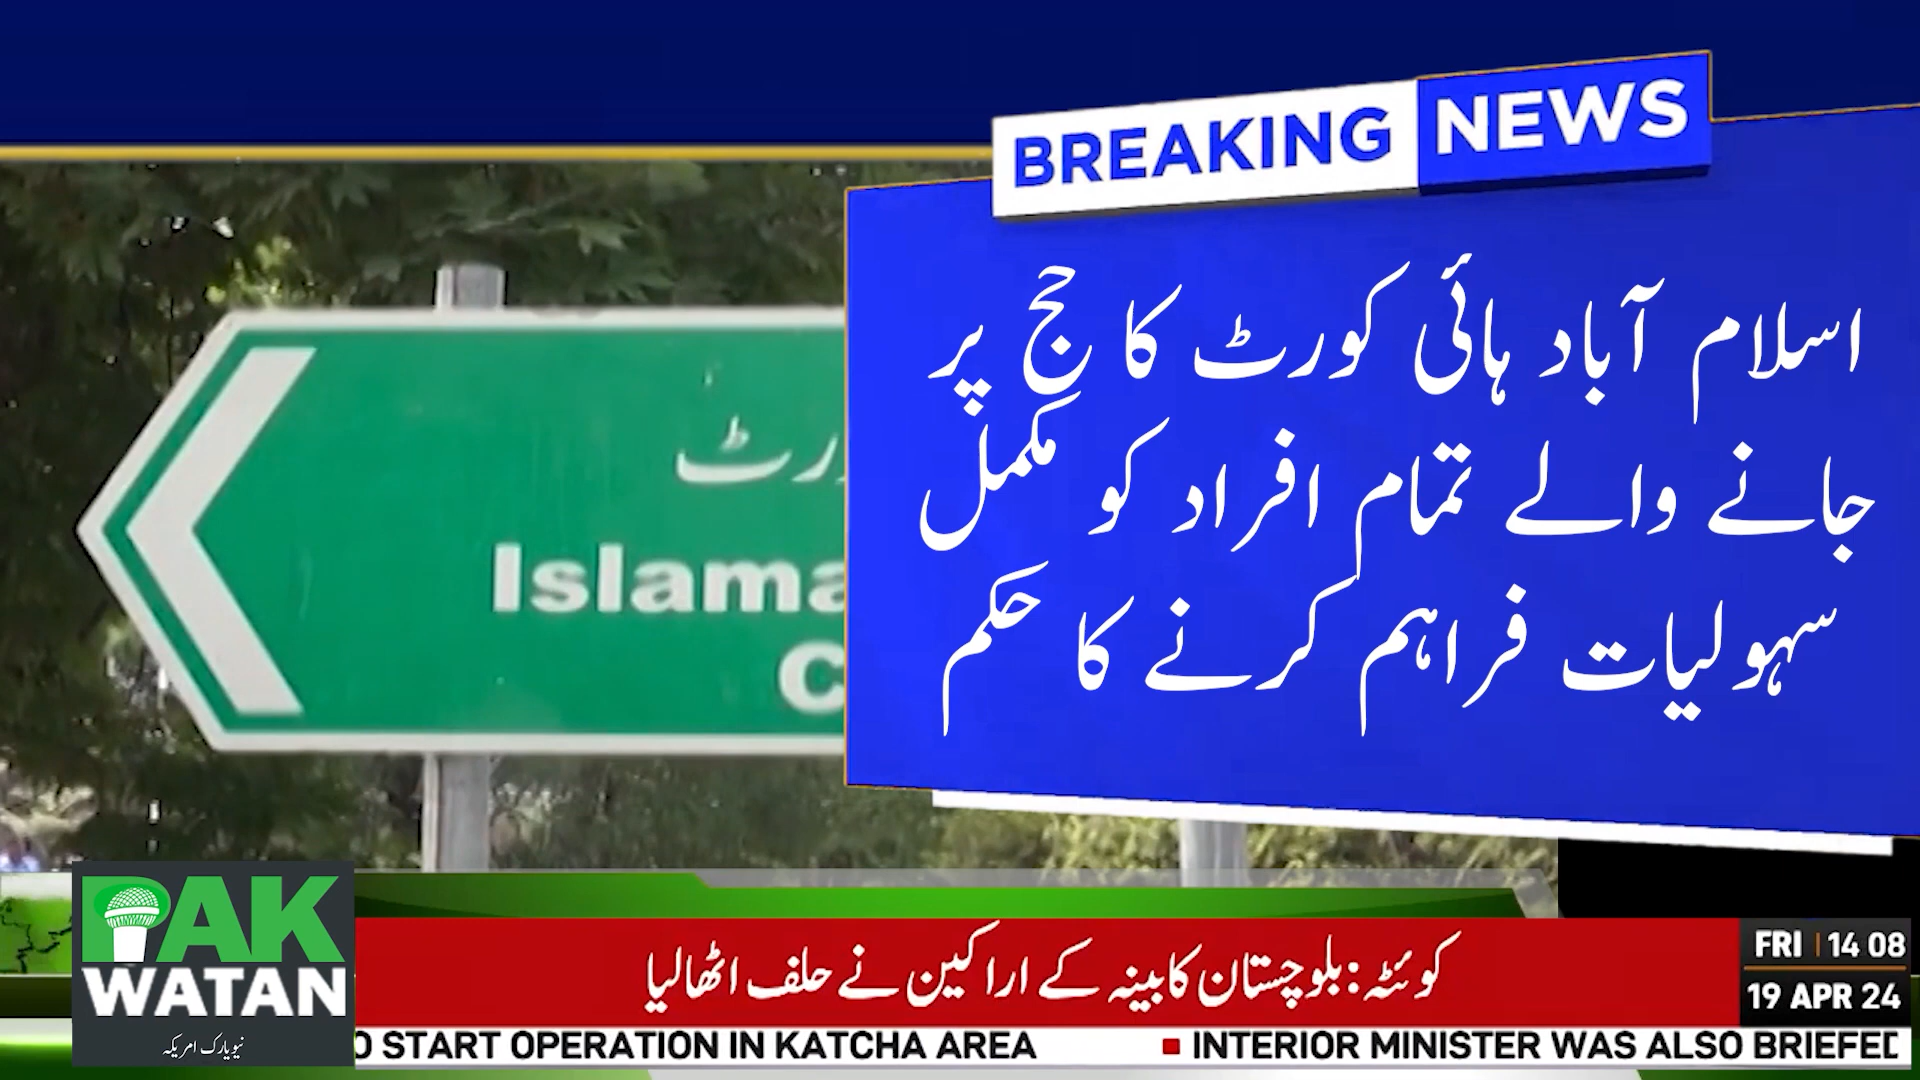 BREAKING NEWS
اسلام آباد ہائی کورٹ کا حج پر
جانے والے تمام افراد کو مکمل
سہولیات فراہم کرنے کا حکم
Islama
C
PAK
WATAN
نیویارک امریکہ
کوئٹہ: بلوچستان کابینہ کے اراکین نے حلف اٹھالیا
FRI 14 08
19 APR 24
O START OPERATION IN KATCHA AREA ■ INTERIOR MINISTER WAS ALSO BRIEFED